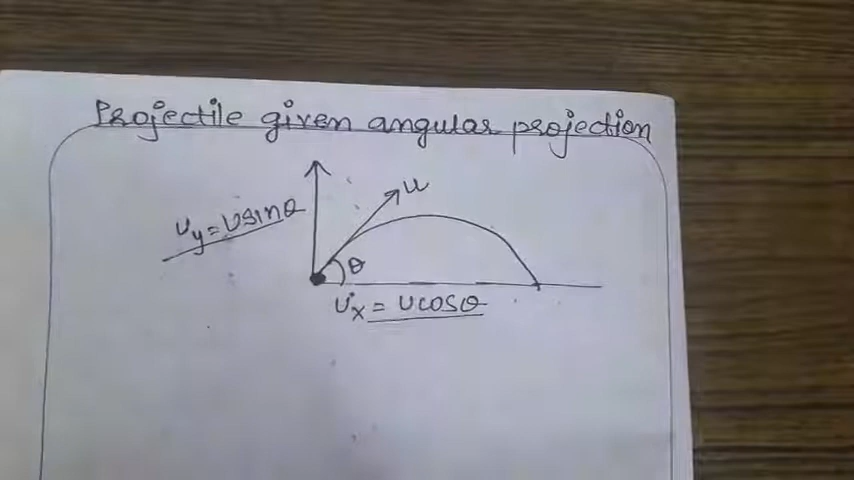 Projectile given angular projection
u
Uy = Usinθ
θ
Ux = Ucosθ